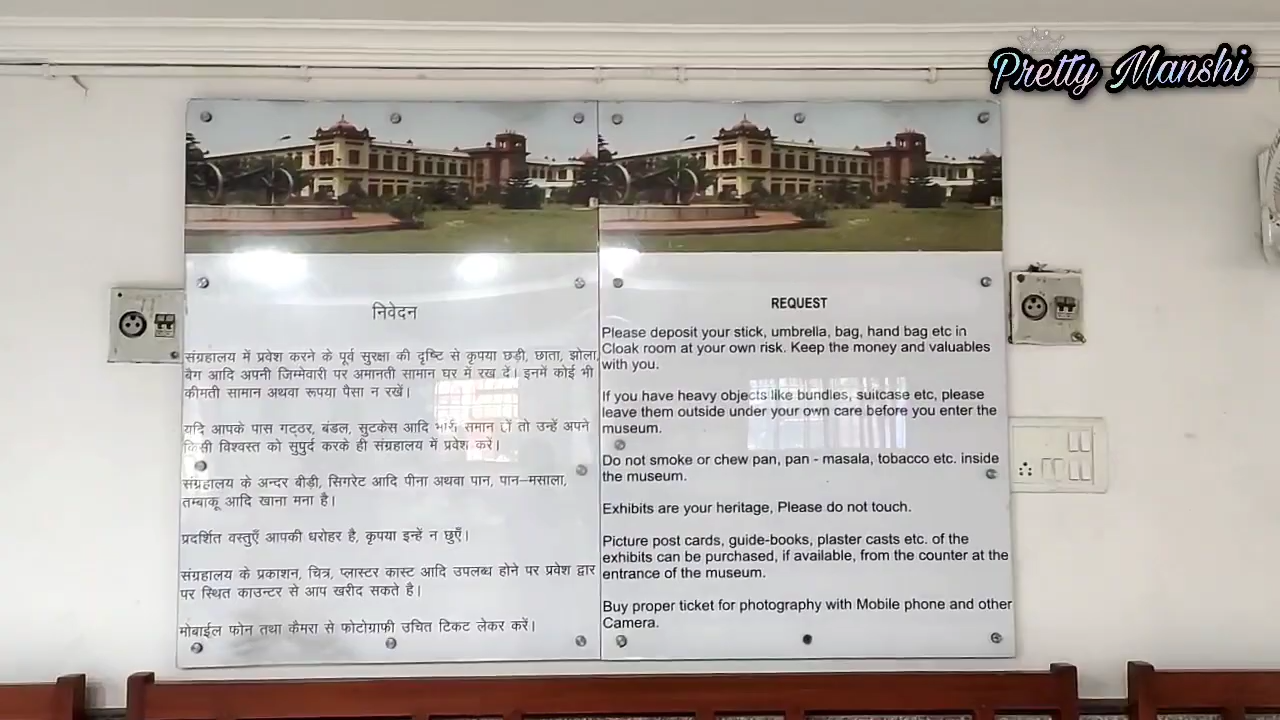 Pretty Manshi
निवेदन
संग्रहालय में प्रवेश करने के पूर्व सुरक्षा की दृष्टि से कृपया छड़ी, छाता, झोला,
बैग आदि अपनी जिम्मेवारी पर अमानती सामान घर में रख दें। इनमें कोई भी
कीमती सामान अथवा रूपया पैसा न रखें।
यदि आपके पास गट्ठर, बंडल, सुटकेस आदि समान तो उन्हें अपने
किसी विश्वस्त को सुपुर्द करके ही संग्रहालय में प्रवेश करें।
संग्रहालय के अन्दर बीड़ी, सिगरेट आदि पीना अथवा पान, पान–मसाला,
तम्बाकू आदि खाना मना है।
प्रदर्शित वस्तुएँ आपकी धरोहर है, कृपया इन्हें न छुएँ।
संग्रहालय के प्रकाशन, चित्र, प्लास्टर कास्ट आदि उपलब्ध होने पर प्रवेश द्वार
पर स्थित काउन्टर से आप खरीद सकते है।
मोबाईल फोन तथा कैमरा से फोटोग्राफी उचित टिकट लेकर करें।
REQUEST
Please deposit your stick, umbrella, bag, hand bag etc in
Cloak room at your own risk. Keep the money and valuables
with you.
If you have heavy objects like bundles, suitcase etc, please
leave them outside under your own care before you enter the
museum.
Do not smoke or chew pan, pan - masala, tobacco etc. inside
the museum.
Exhibits are your heritage, Please do not touch.
Picture post cards, guide-books, plaster casts etc. of the
exhibits can be purchased, if available, from the counter at the
entrance of the museum.
Buy proper ticket for photography with Mobile phone and other
Camera.